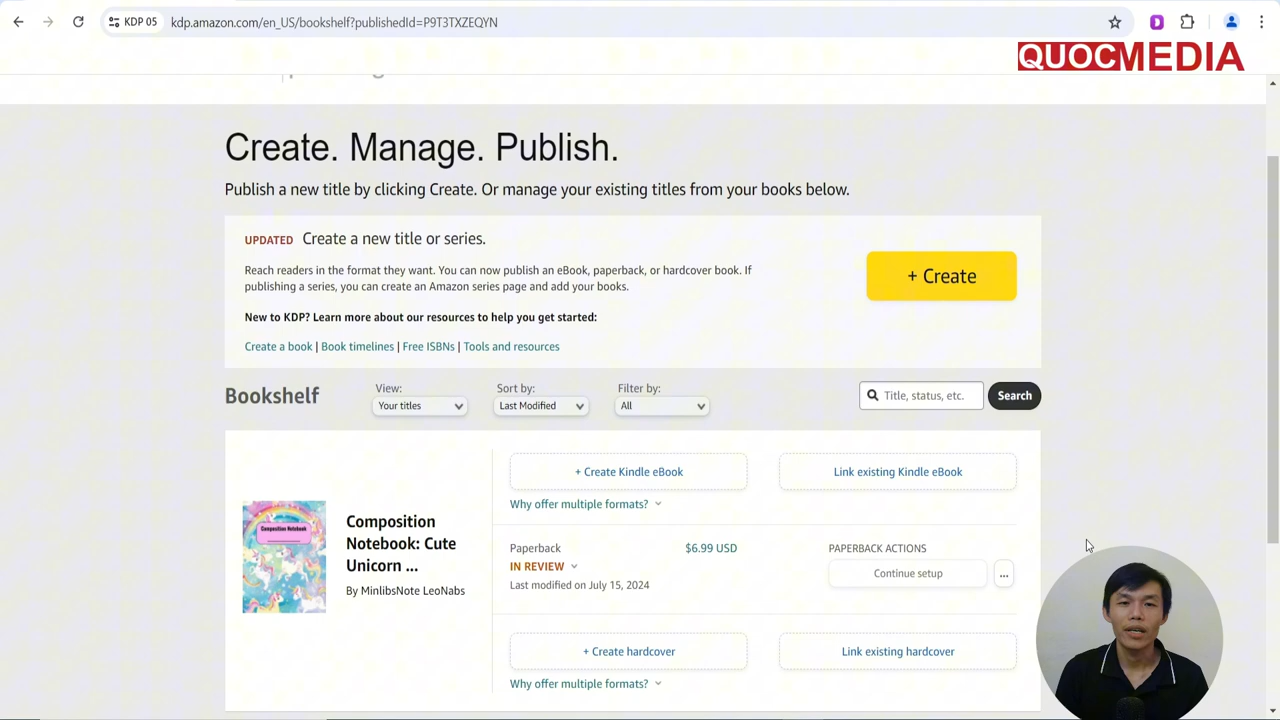 KDP 05
kdp.amazon.com/en_US/bookshelf?publishedId=P9T3TXZEQYN
QUOCMEDIA
Create. Manage. Publish.
Publish a new title by clicking Create. Or manage your existing titles from your books below.
UPDATED Create a new title or series.
Reach readers in the format they want. You can now publish an eBook, paperback, or hardcover book. If
publishing a series, you can create an Amazon series page and add your books.
+ Create
New to KDP? Learn more about our resources to help you get started:
Create a book | Book timelines | Free ISBNs | Tools and resources
Bookshelf
View:
Your titles
Sort by:
Last Modified
Filter by:
All
Title, status, etc.
Search
+ Create Kindle eBook
Link existing Kindle eBook
Why offer multiple formats?
Composition Notebook
Composition
Notebook: Cute
Unicorn ...
By MinlibsNote LeoNabs
Paperback
$6.99 USD
IN REVIEW
Last modified on July 15, 2024
PAPERBACK ACTIONS
Continue setup
...
+ Create hardcover
Link existing hardcover
Why offer multiple formats?